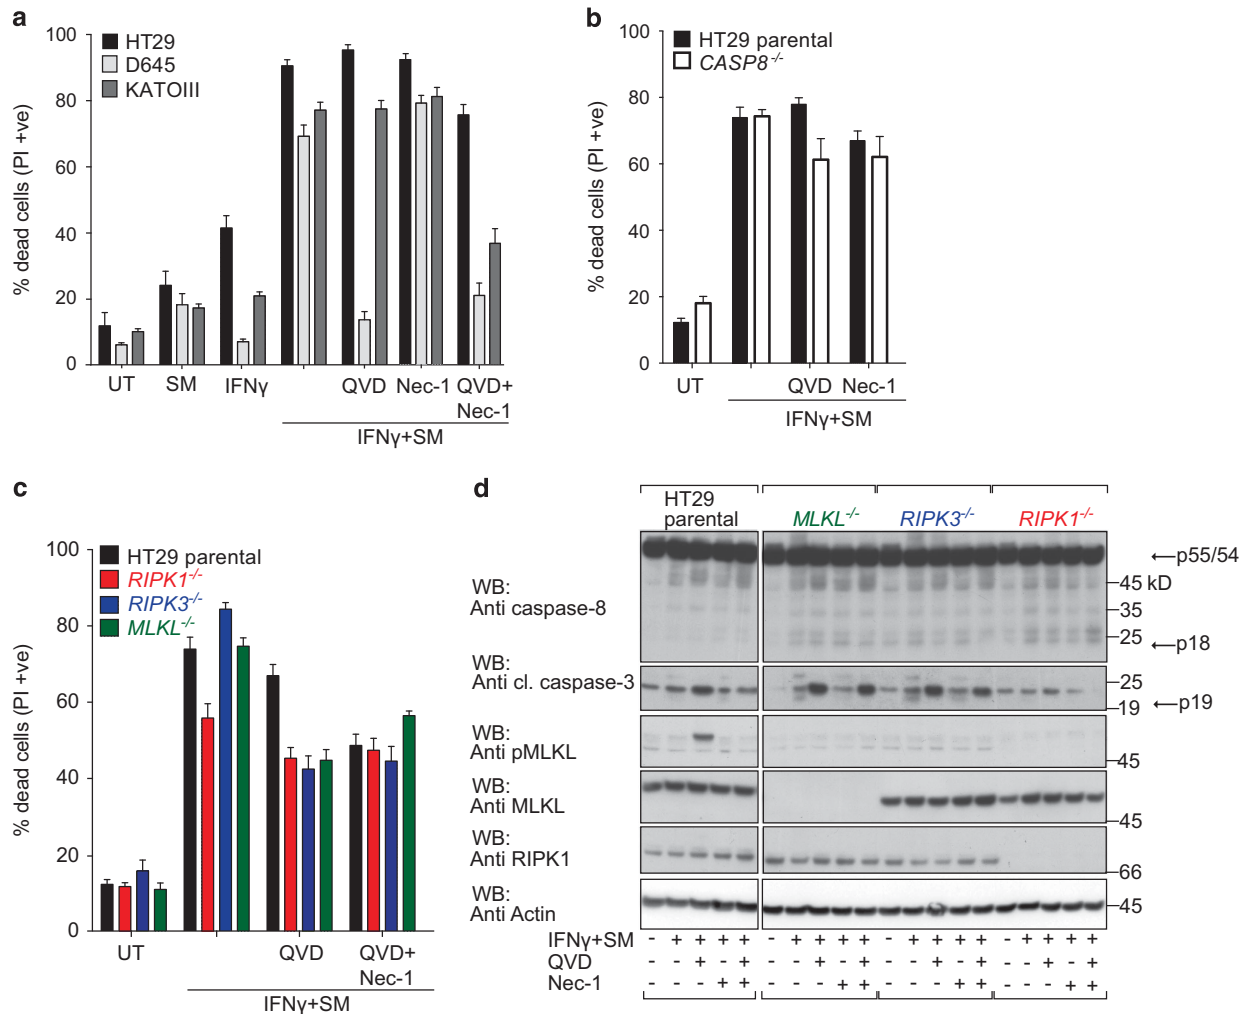 a
% dead cells (PI +ve)
100
80
60
40
20
0
HT29
D645
KATOIII
UT SM IFNγ QVD Nec-1 QVD+
Nec-1
IFNγ+SM
b
% dead cells (PI +ve)
100
80
60
40
20
0
HT29 parental
CASP8-/-
UT QVD Nec-1
IFNγ+SM
c
% dead cells (PI +ve)
100
80
60
40
20
0
HT29 parental
RIPK1-/-
RIPK3-/-
MLKL-/-
UT QVD QVD+
Nec-1
IFNγ+SM
d
HT29
parental MLKL-/- RIPK3-/- RIPK1-/-
WB:
Anti caspase-8
←p55/54
45 kD
35
25
←p18
WB:
Anti cl. caspase-3
25
19 ←p19
WB:
Anti pMLKL
45
WB:
Anti MLKL
45
WB:
Anti RIPK1
66
WB:
Anti Actin
45
IFNγ+SM - + + + + - + + + + - + + + + - + + + +
QVD - - + - + - - + - + - - + - + - - + - +
Nec-1 - - - + + - - - + + - - - + + - - - + +